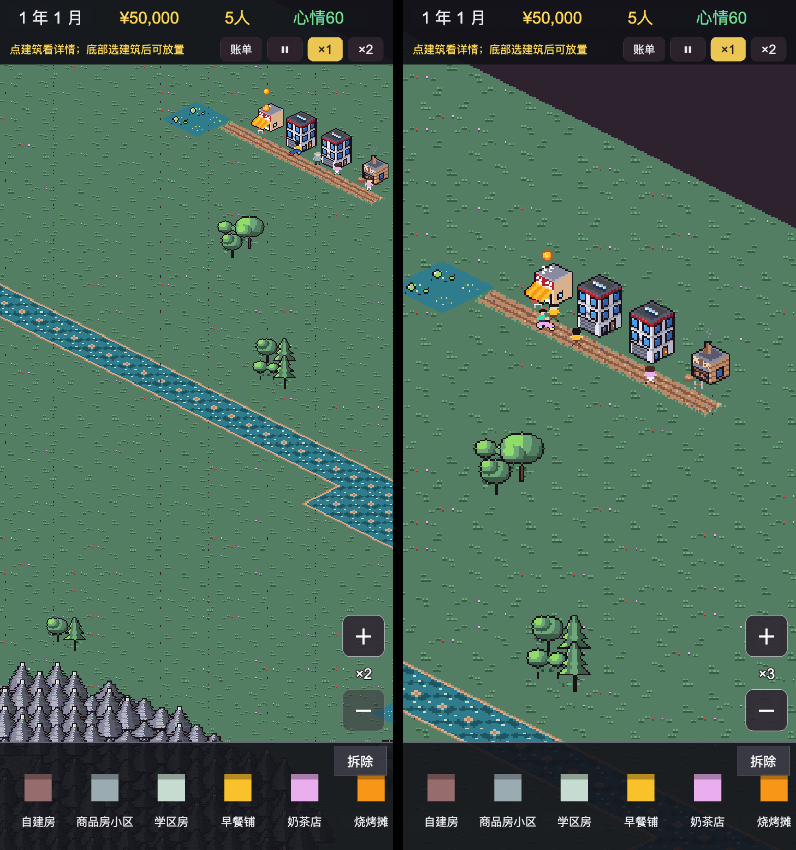 1 年 1 月 ¥50,000 5人 心情60
点建筑看详情；底部选建筑后可放置 账单 ×1 ×2
×2
拆除
自建房 商品房小区 学区房 早餐铺 奶茶店 烧烤摊
1 年 1 月 ¥50,000 5人 心情60
点建筑看详情；底部选建筑后可放置 账单 ×1 ×2
×3
拆除
自建房 商品房小区 学区房 早餐铺 奶茶店 烧烤摊